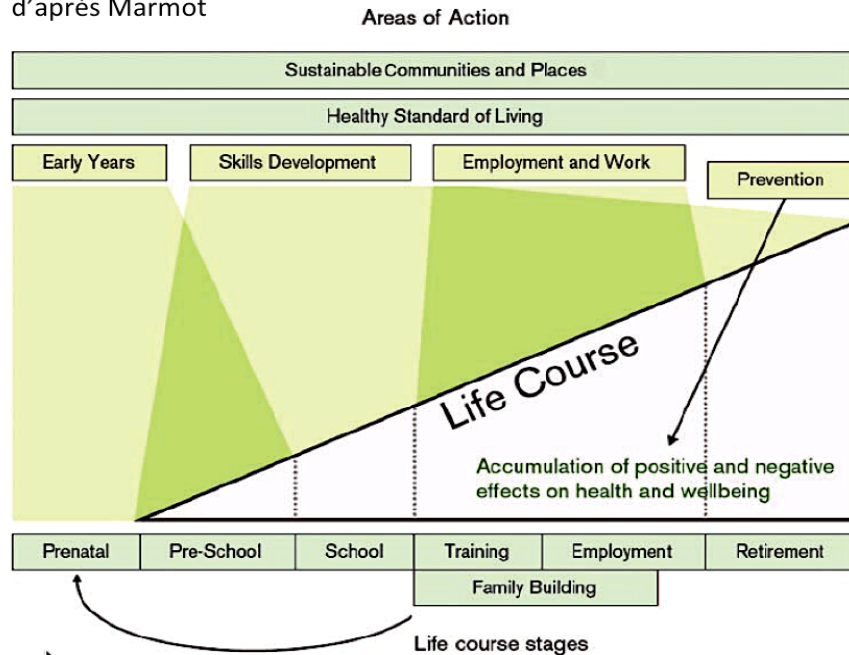 d'après Marmot
Areas of Action
Sustainable Communities and Places
Healthy Standard of Living
Early Years
Skills Development
Employment and Work
Prevention
Life Course
Accumulation of positive and negative
effects on health and wellbeing
Prenatal
Pre-School
School
Training
Employment
Retirement
Family Building
Life course stages